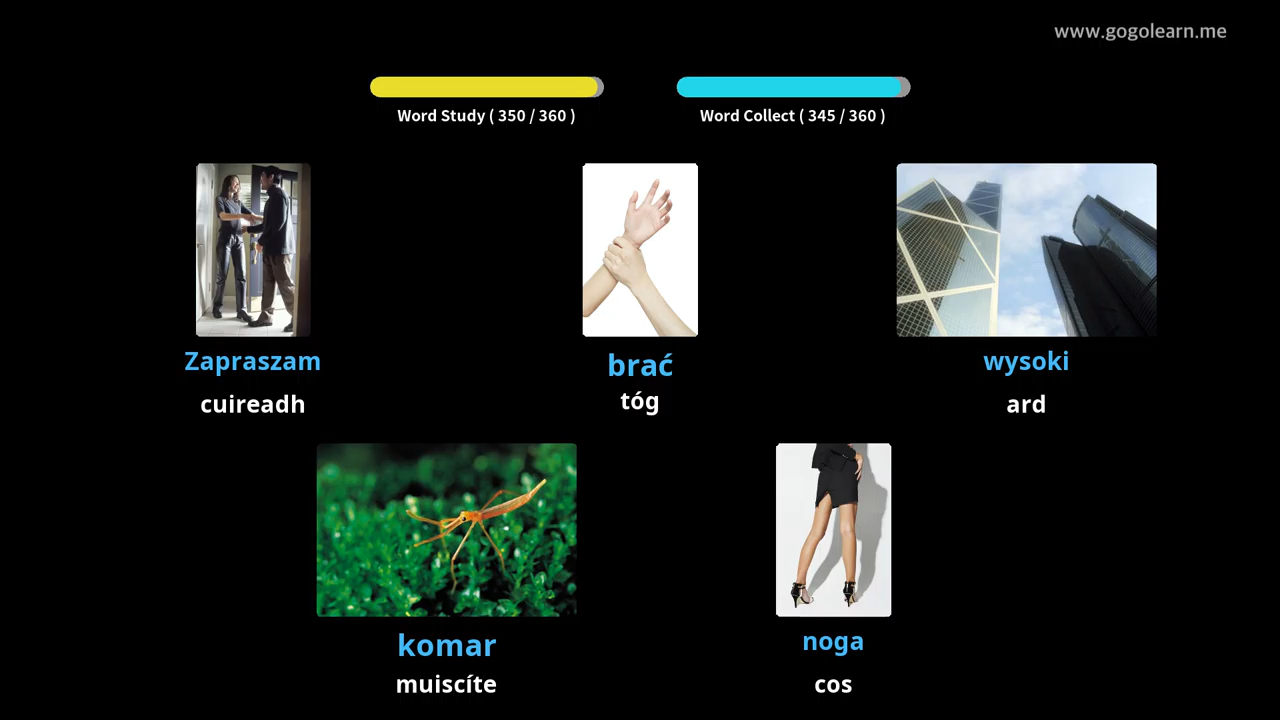 www.gogolearn.me
Word Study ( 350 / 360 )
Word Collect ( 345 / 360 )
Zapraszam
cuireadh
brać
tóg
wysoki
ard
komar
muiscíte
noga
cos